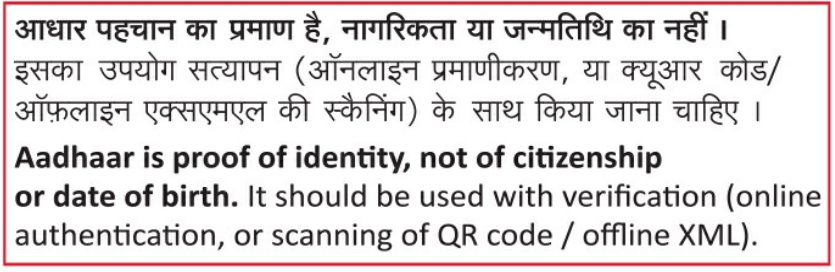 आधार पहचान का प्रमाण है, नागरिकता या जन्मतिथि का नहीं ।
इसका उपयोग सत्यापन (ऑनलाइन प्रमाणीकरण, या क्यूआर कोड/
ऑफ़लाइन एक्सएमएल की स्कैनिंग) के साथ किया जाना चाहिए ।
Aadhaar is proof of identity, not of citizenship
or date of birth. It should be used with verification (online
authentication, or scanning of QR code / offline XML).